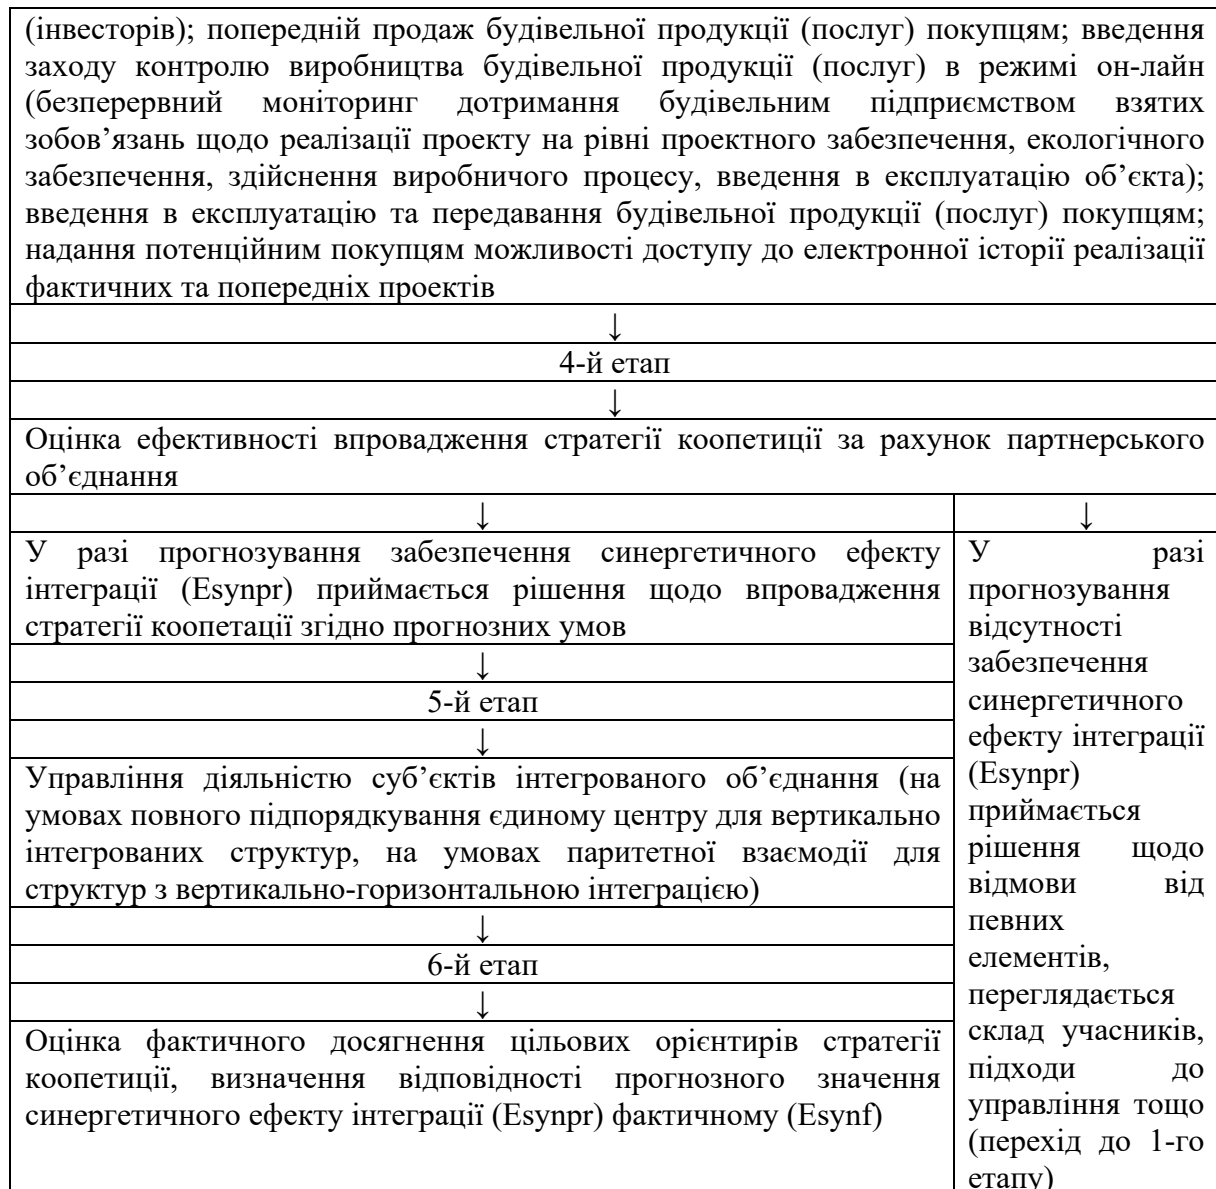 (інвесторів); попередній продаж будівельної продукції (послуг) покупцям; введення
заходу контролю виробництва будівельної продукції (послуг) в режимі он-лайн
(безперервний моніторинг дотримання будівельним підприємством взятих
зобов’язань щодо реалізації проекту на рівні проектного забезпечення, екологічного
забезпечення, здійснення виробничого процесу, введення в експлуатацію об’єкта);
введення в експлуатацію та передавання будівельної продукції (послуг) покупцям;
надання потенційним покупцям можливості доступу до електронної історії реалізації
фактичних та попередніх проектів
↓
4-й етап
↓
Оцінка ефективності впровадження стратегії коопетиції за рахунок партнерського
об’єднання
↓
У разі прогнозування забезпечення синергетичного ефекту
інтеграції (Esynpr) приймається рішення щодо впровадження
стратегії коопетації згідно прогнозних умов
↓
5-й етап
↓
Управління діяльністю суб’єктів інтегрованого об’єднання (на
умовах повного підпорядкування єдиному центру для вертикально
інтегрованих структур, на умовах паритетної взаємодії для
структур з вертикально-горизонтальною інтеграцією)
↓
6-й етап
↓
Оцінка фактичного досягнення цільових орієнтирів стратегії
коопетиції, визначення відповідності прогнозного значення
синергетичного ефекту інтеграції (Esynpr) фактичному (Esynf)
↓
У разі
прогнозування
відсутності
забезпечення
синергетичного
ефекту інтеграції
(Esynpr)
приймається
рішення щодо
відмови від
певних
елементів,
переглядається
склад учасників,
підходи до
управління тощо
(перехід до 1-го
етапу)